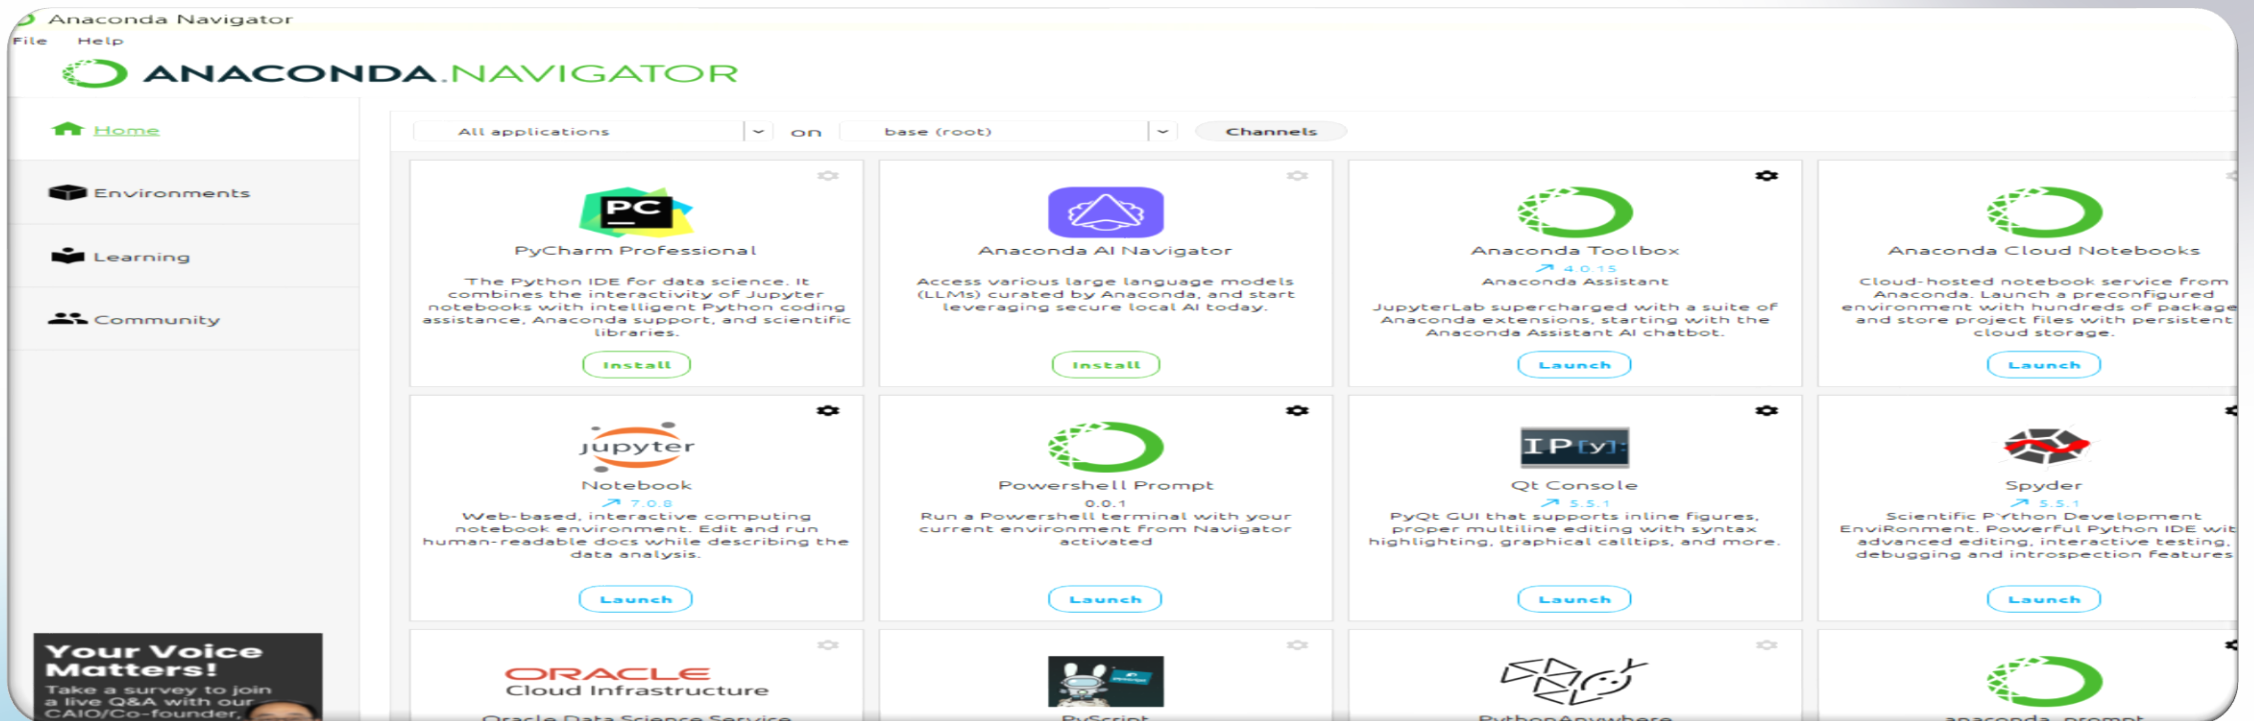 Anaconda Navigator
File Help
ANACONDA.NAVIGATOR
Home
Environments
Learning
Community
Your Voice
Matters!
Take a survey to join
a live Q&A with our
CAIO/Co-founder,
All applications on base (root) Channels
PC
PyCharm Professional
The Python IDE for data science. It
combines the interactivity of Jupyter
notebooks with intelligent Python coding
assistance, Anaconda support, and scientific
libraries.
Install
Anaconda AI Navigator
Access various large language models
(LLMs) curated by Anaconda, and start
leveraging secure local AI today.
Install
Anaconda Toolbox
4.0.15
Anaconda Assistant
JupyterLab supercharged with a suite of
Anaconda extensions, starting with the
Anaconda Assistant AI chatbot.
Launch
Anaconda Cloud Notebooks
Cloud-hosted notebook service from
Anaconda. Launch a preconfigured
environment with hundreds of package
and store project files with persistent
cloud storage.
Launch
jupyter
Notebook
7.0.8
Web-based, interactive computing
notebook environment. Edit and run
human-readable docs while describing the
data analysis.
Launch
Powershell Prompt
0.0.1
Run a Powershell terminal with your
current environment from Navigator
activated
Launch
IP[y]:
Qt Console
5.5.1
PyQt GUI that supports inline figures,
proper multiline editing with syntax
highlighting, graphical calltips, and more.
Launch
Spyder
5.5.1
Scientific PYthon Development
EnviRonment. Powerful Python IDE wit
advanced editing, interactive testing,
debugging and introspection features
Launch
ORACLE
Cloud Infrastructure
Oracle Data Science Service
PyScript
PythonAnywhere
anaconda_prompt